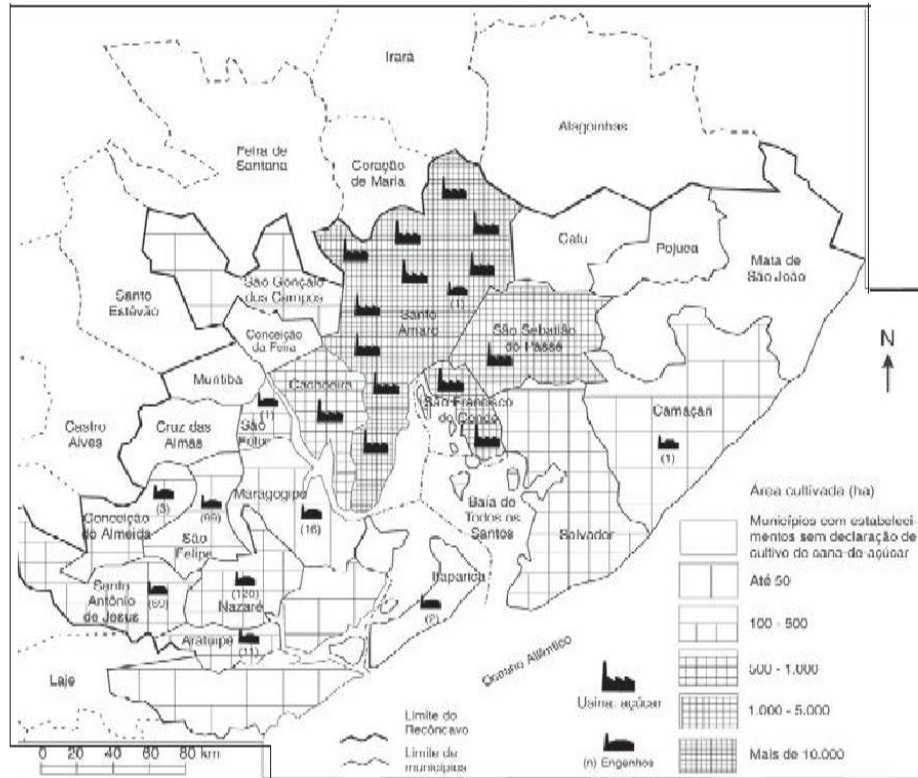 Irará
Alagoinhas
Feira de
Santana
Coração
de Maria
Catu
Pojuca
Mata de
São João
São Gonçalo
dos Campos
Santo
Estêvão
(1)
Santo
Amaro
São Sebatião
do Passé
Conceição
da Feira
Muritiba
Cachoeira
N
São Francisco
do Conde
Camaçari
(1)
(1)
São
Félix
Castro
Alves
Cruz das
Almas
Maragogipe
Baía de
Todos os
Santos
Salvador
(3)
(69)
(16)
Conceição
do Almeida
São
Felipe
Itaparica
(2)
Santo
Antônio
de Jesus
(120)
Nazaré
Aratuípe
(11)
Laje
Oceano Atlântico
Área cultivada (ha)
Municípios com estabeleci
mentos sem declaração de
cultivo de cana-de-açúcar
Até 50
100 - 500
500 - 1.000
1.000 - 5.000
Mais de 10.000
Usina: açúcar
(n) Engenhos
Limite do
Recôncavo
Limite de
municípios
0 20 40 60 80 km